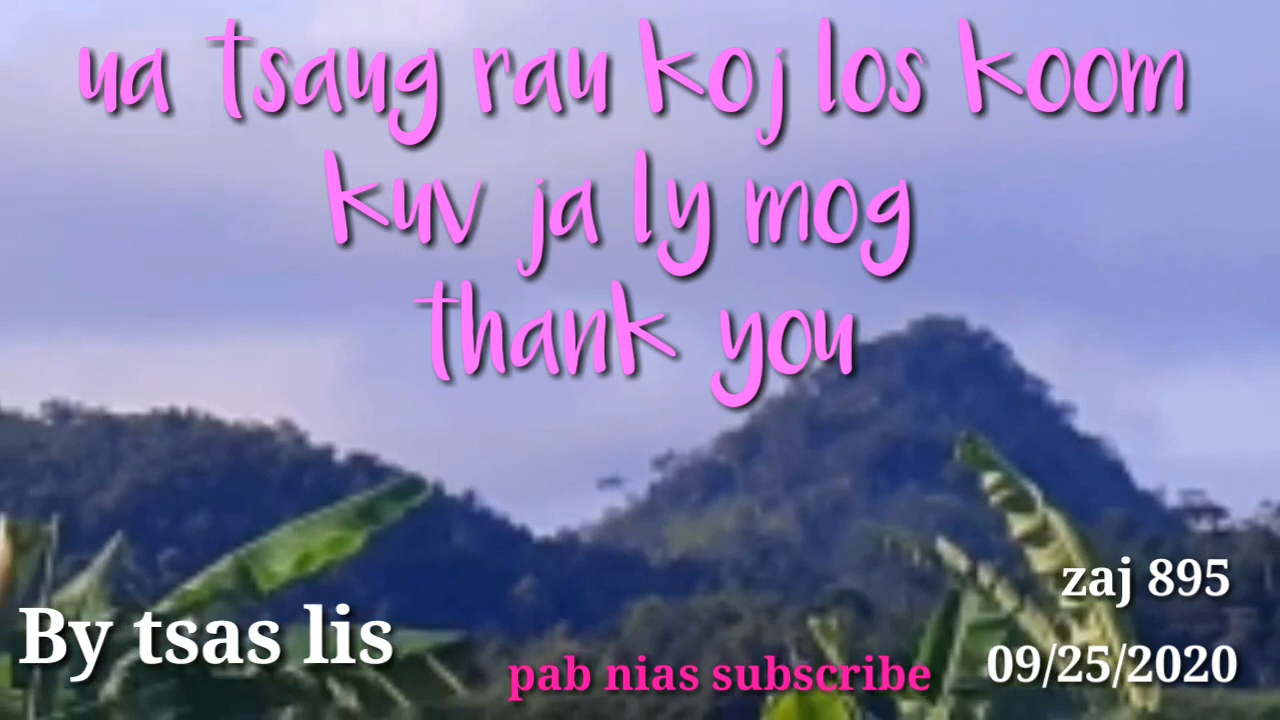 ua tsaug rau koj los koom
kuv ja ly mog
thank you
zaj 895
By tsas lis
pab nias subscribe
09/25/2020